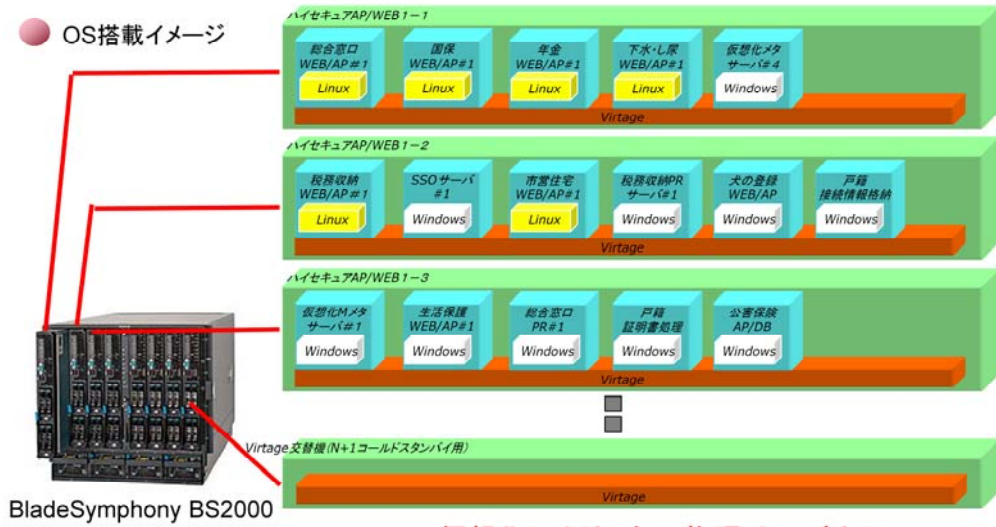 OS搭載イメージ
ハイセキュアAP/WEB1-1
総合窓口
WEB/AP#1
Linux
国保
WEB/AP#1
Linux
年金
WEB/AP#1
Linux
下水・し尿
WEB/AP#1
Linux
仮想化メタ
サーバ#4
Windows
Virtage
ハイセキュアAP/WEB1-2
税務収納
WEB/AP#1
Linux
SSOサーバ
#1
Windows
市営住宅
WEB/AP#1
Linux
税務収納PR
サーバ#1
Windows
犬の登録
WEB/AP
Windows
戸籍
接続情報格納
Windows
Virtage
ハイセキュアAP/WEB1-3
仮想化Mメタ
サーバ#1
Windows
生活保護
WEB/AP#1
Windows
総合窓口
PR#1
Windows
戸籍
証明書処理
Windows
公害保険
AP/DB
Windows
Virtage
Virtage交替機(N+1コールドスタンバイ用)
Virtage
BladeSymphony BS2000